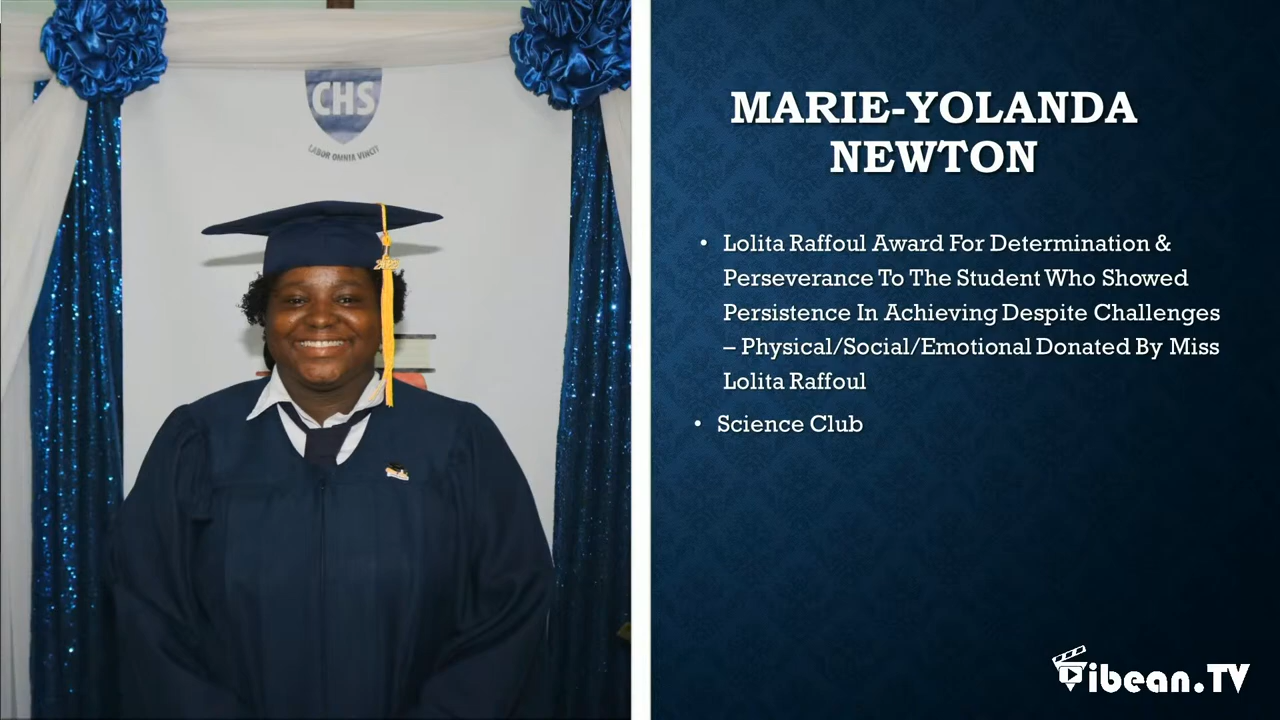 CHS
LABOR OMNIA VINCIT
MARIE-YOLANDA
NEWTON
• Lolita Raffoul Award For Determination &
Perseverance To The Student Who Showed
Persistence In Achieving Despite Challenges
– Physical/Social/Emotional Donated By Miss
Lolita Raffoul
• Science Club
Vibean.TV